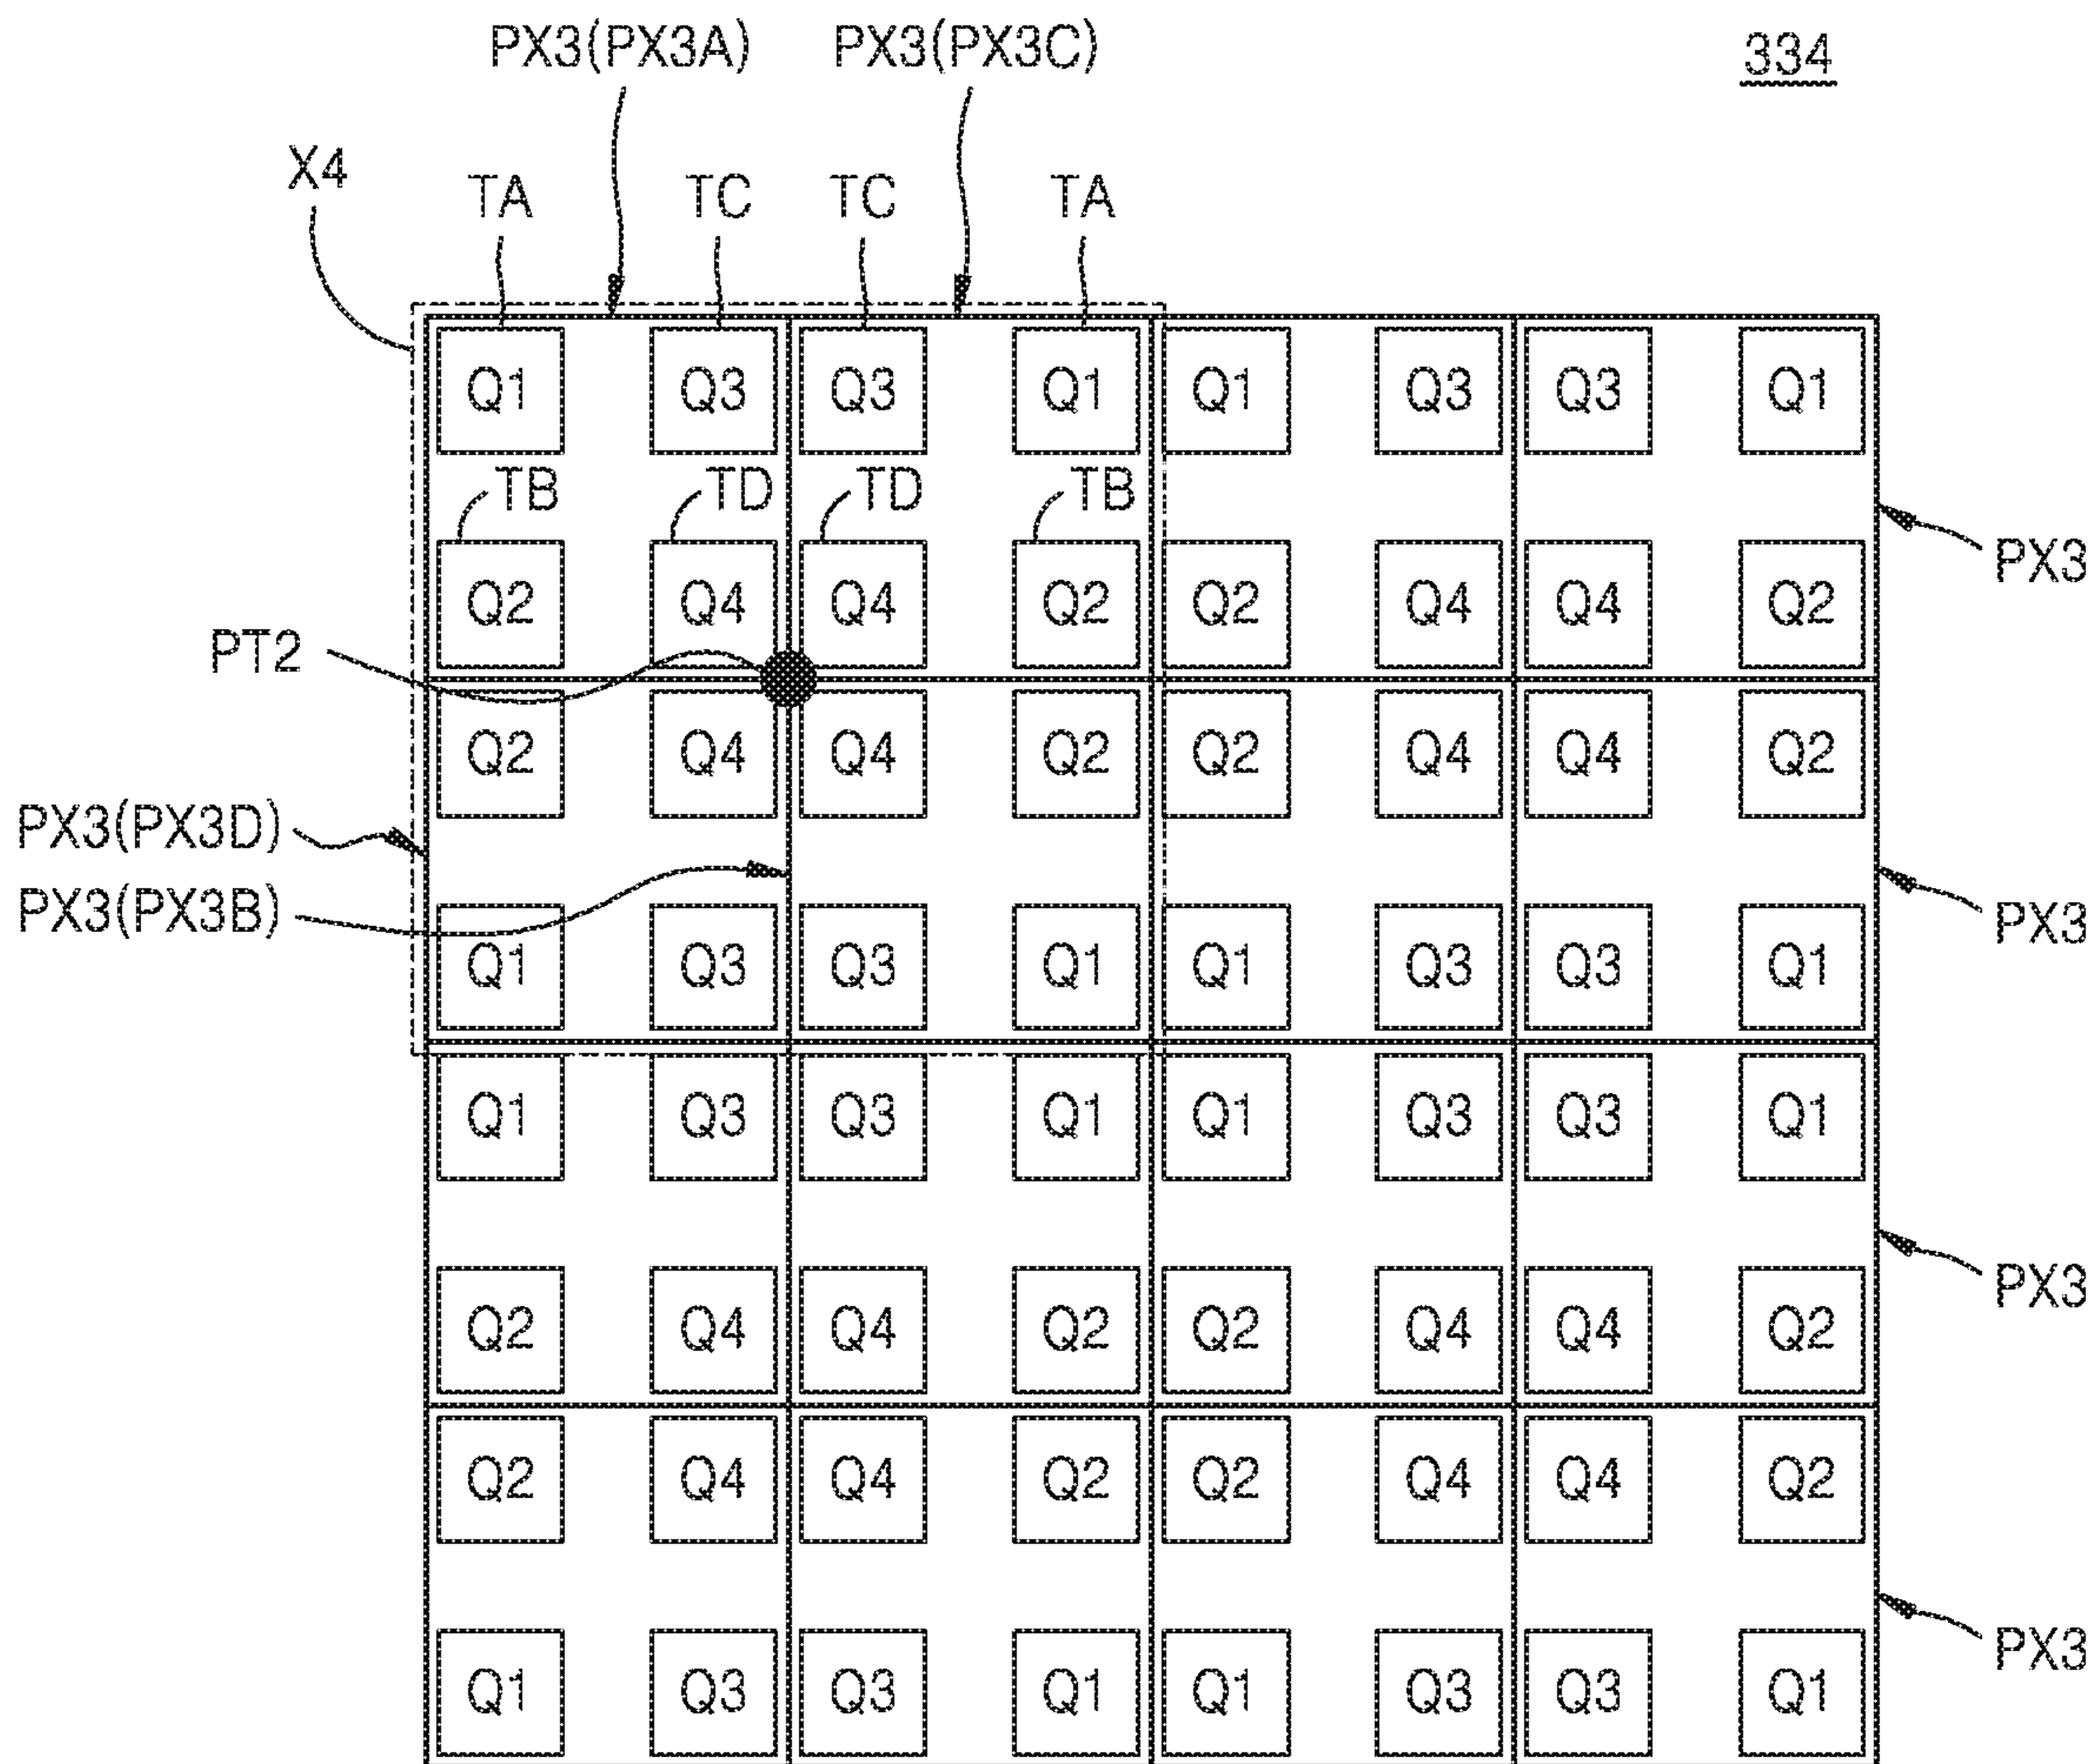 PX3(PX3A) PX3(PX3C) 334
X4 TA TC TC TA
Q1 Q3 Q3 Q1 Q1 Q3 Q3 Q1
TB TD TD TB
PX3
Q2 Q4 Q4 Q2 Q2 Q4 Q4 Q2
PT2
Q2 Q4 Q4 Q2 Q2 Q4 Q4 Q2
PX3(PX3D)
PX3(PX3B) PX3
Q1 Q3 Q3 Q1 Q1 Q3 Q3 Q1
Q1 Q3 Q3 Q1 Q1 Q3 Q3 Q1
PX3
Q2 Q4 Q4 Q2 Q2 Q4 Q4 Q2
Q2 Q4 Q4 Q2 Q2 Q4 Q4 Q2
PX3
Q1 Q3 Q3 Q1 Q1 Q3 Q3 Q1